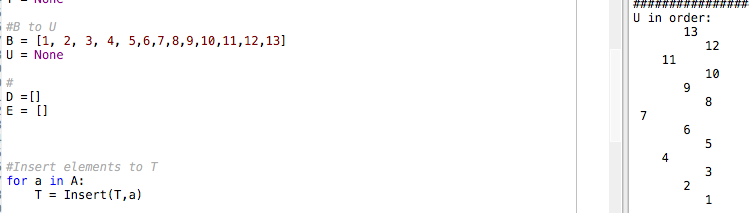 #B to U
B = [1, 2, 3, 4, 5,6,7,8,9,10,11,12,13]
U = None
#
D =[]
E = []
#Insert elements to T
for a in A:
T = Insert(T,a)
################
U in order:
13
12
11
10
9
8
7
6
5
4
3
2
1